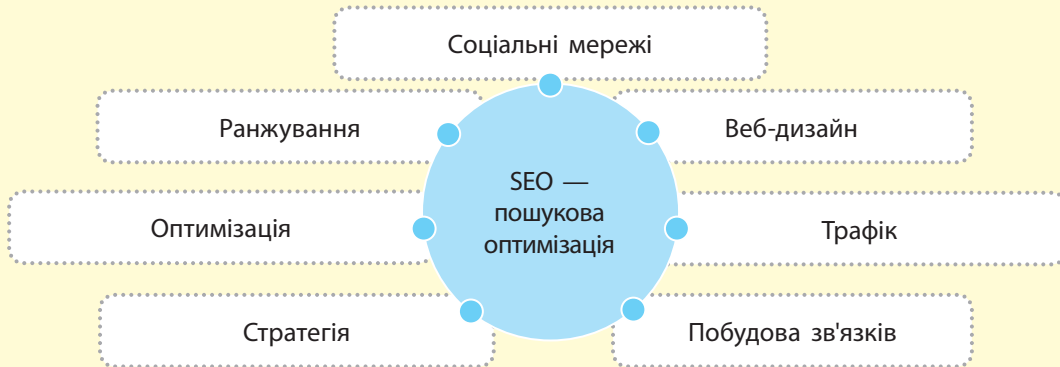 Соціальні мережі
Ранжування
Веб-дизайн
SEO —
пошукова
оптимізація
Оптимізація
Трафік
Стратегія
Побудова зв'язків